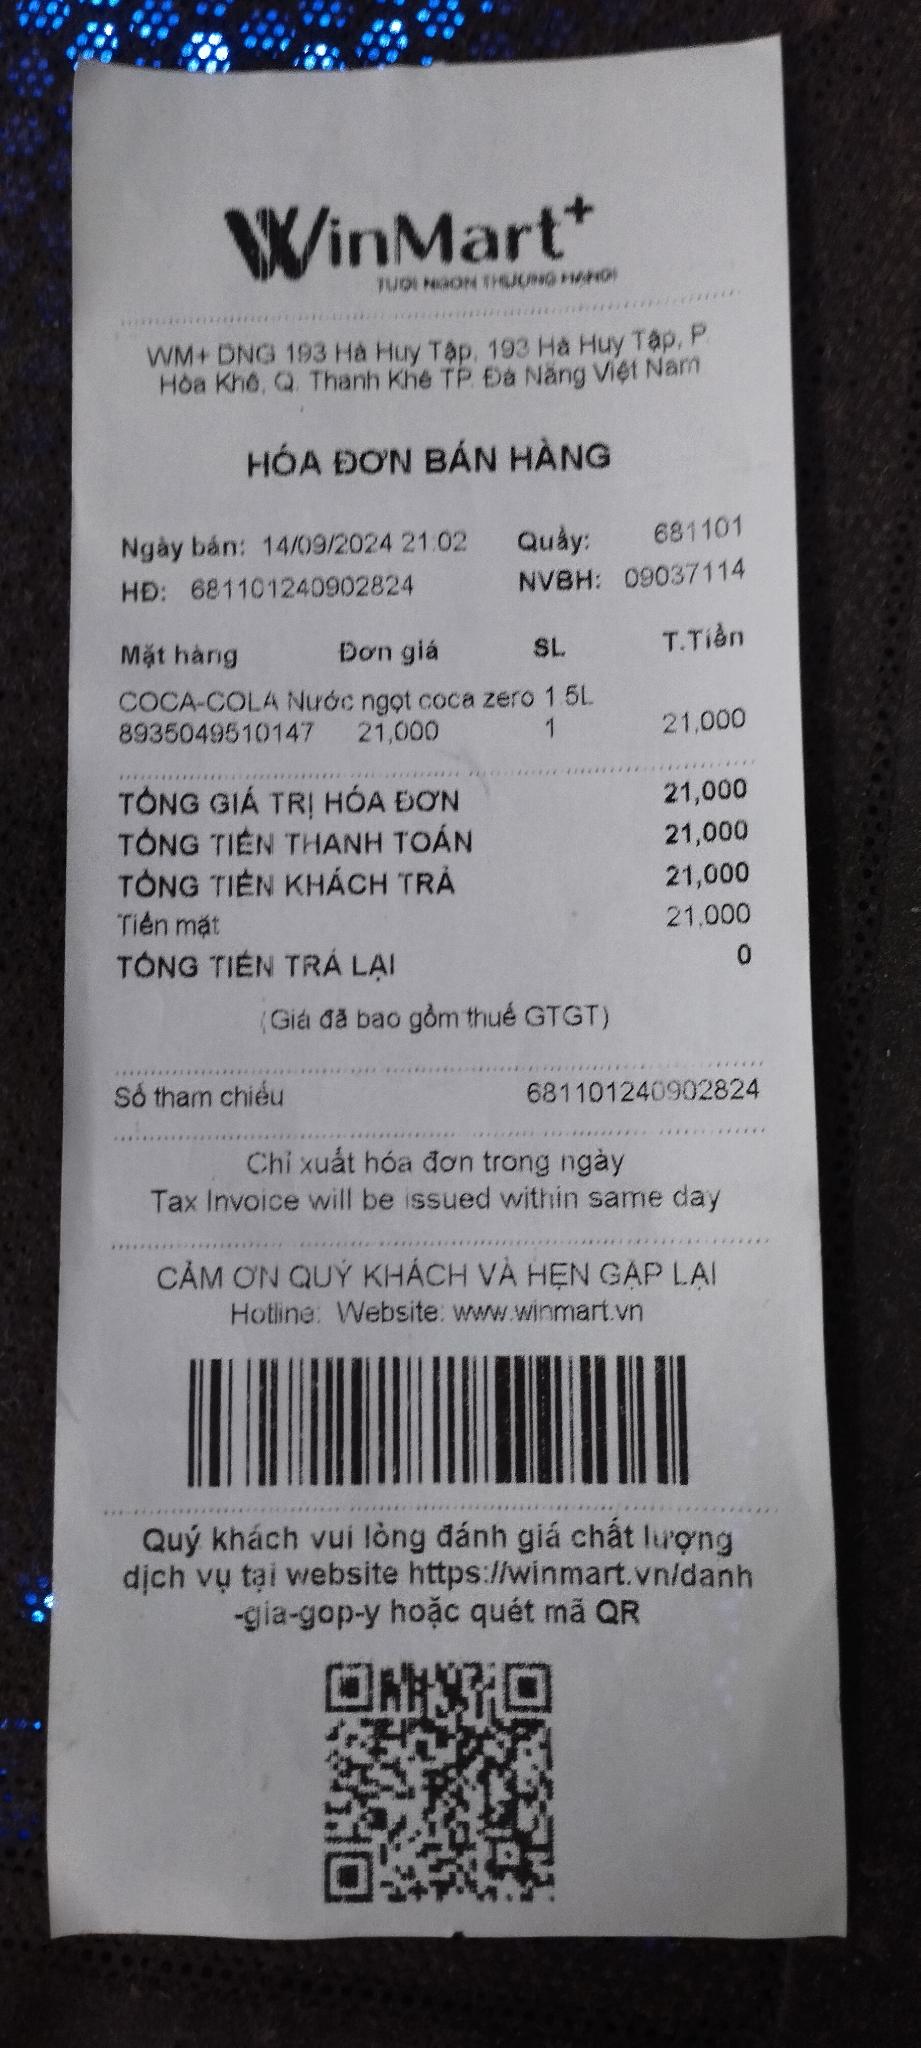 WinMart+
TƯƠI NGON THƯỢNG HẠNG!
WM+ DNG 193 Hà Huy Tập, 193 Hà Huy Tập, P.
Hòa Khê, Q. Thanh Khê TP. Đà Nẵng Việt Nam
HÓA ĐƠN BÁN HÀNG
Ngày bán: 14/09/2024 21:02 Quầy: 681101
HĐ: 681101240902824 NVBH: 09037114
Mặt hàng Đơn giá SL T.Tiền
COCA-COLA Nước ngọt coca zero 1.5L
8935049510147 21,000 1 21,000
TỔNG GIÁ TRỊ HÓA ĐƠN 21,000
TỔNG TIỀN THANH TOÁN 21,000
TỔNG TIỀN KHÁCH TRẢ 21,000
Tiền mặt 21,000
TỔNG TIỀN TRẢ LẠI 0
(Giá đã bao gồm thuế GTGT)
Số tham chiếu 681101240902824
Chỉ xuất hóa đơn trong ngày
Tax Invoice will be issued within same day
CẢM ƠN QUÝ KHÁCH VÀ HẸN GẶP LẠI
Hotline: Website: www.winmart.vn
Quý khách vui lòng đánh giá chất lượng
dịch vụ tại website https://winmart.vn/danh
-gia-gop-y hoặc quét mã QR